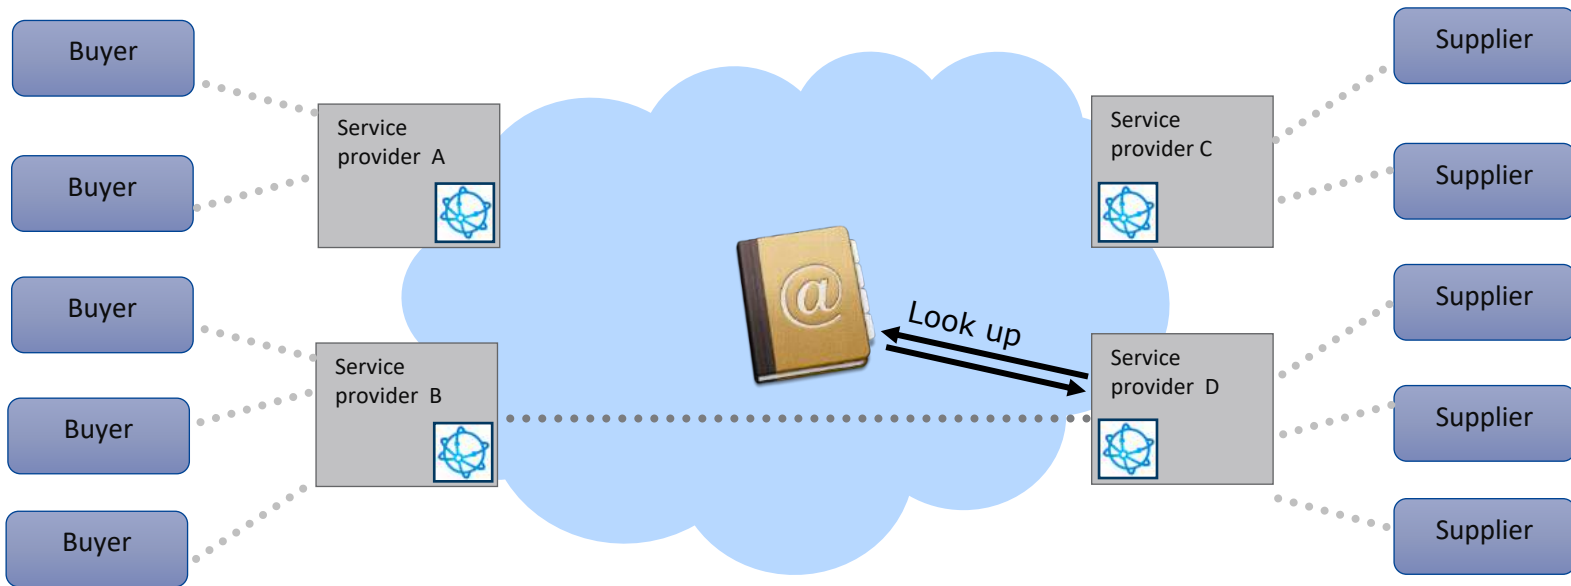 Buyer
Buyer
Buyer
Buyer
Buyer
Service
provider  A
Service
provider  B
@
Look up
Service
provider C
Service
provider  D
Supplier
Supplier
Supplier
Supplier
Supplier